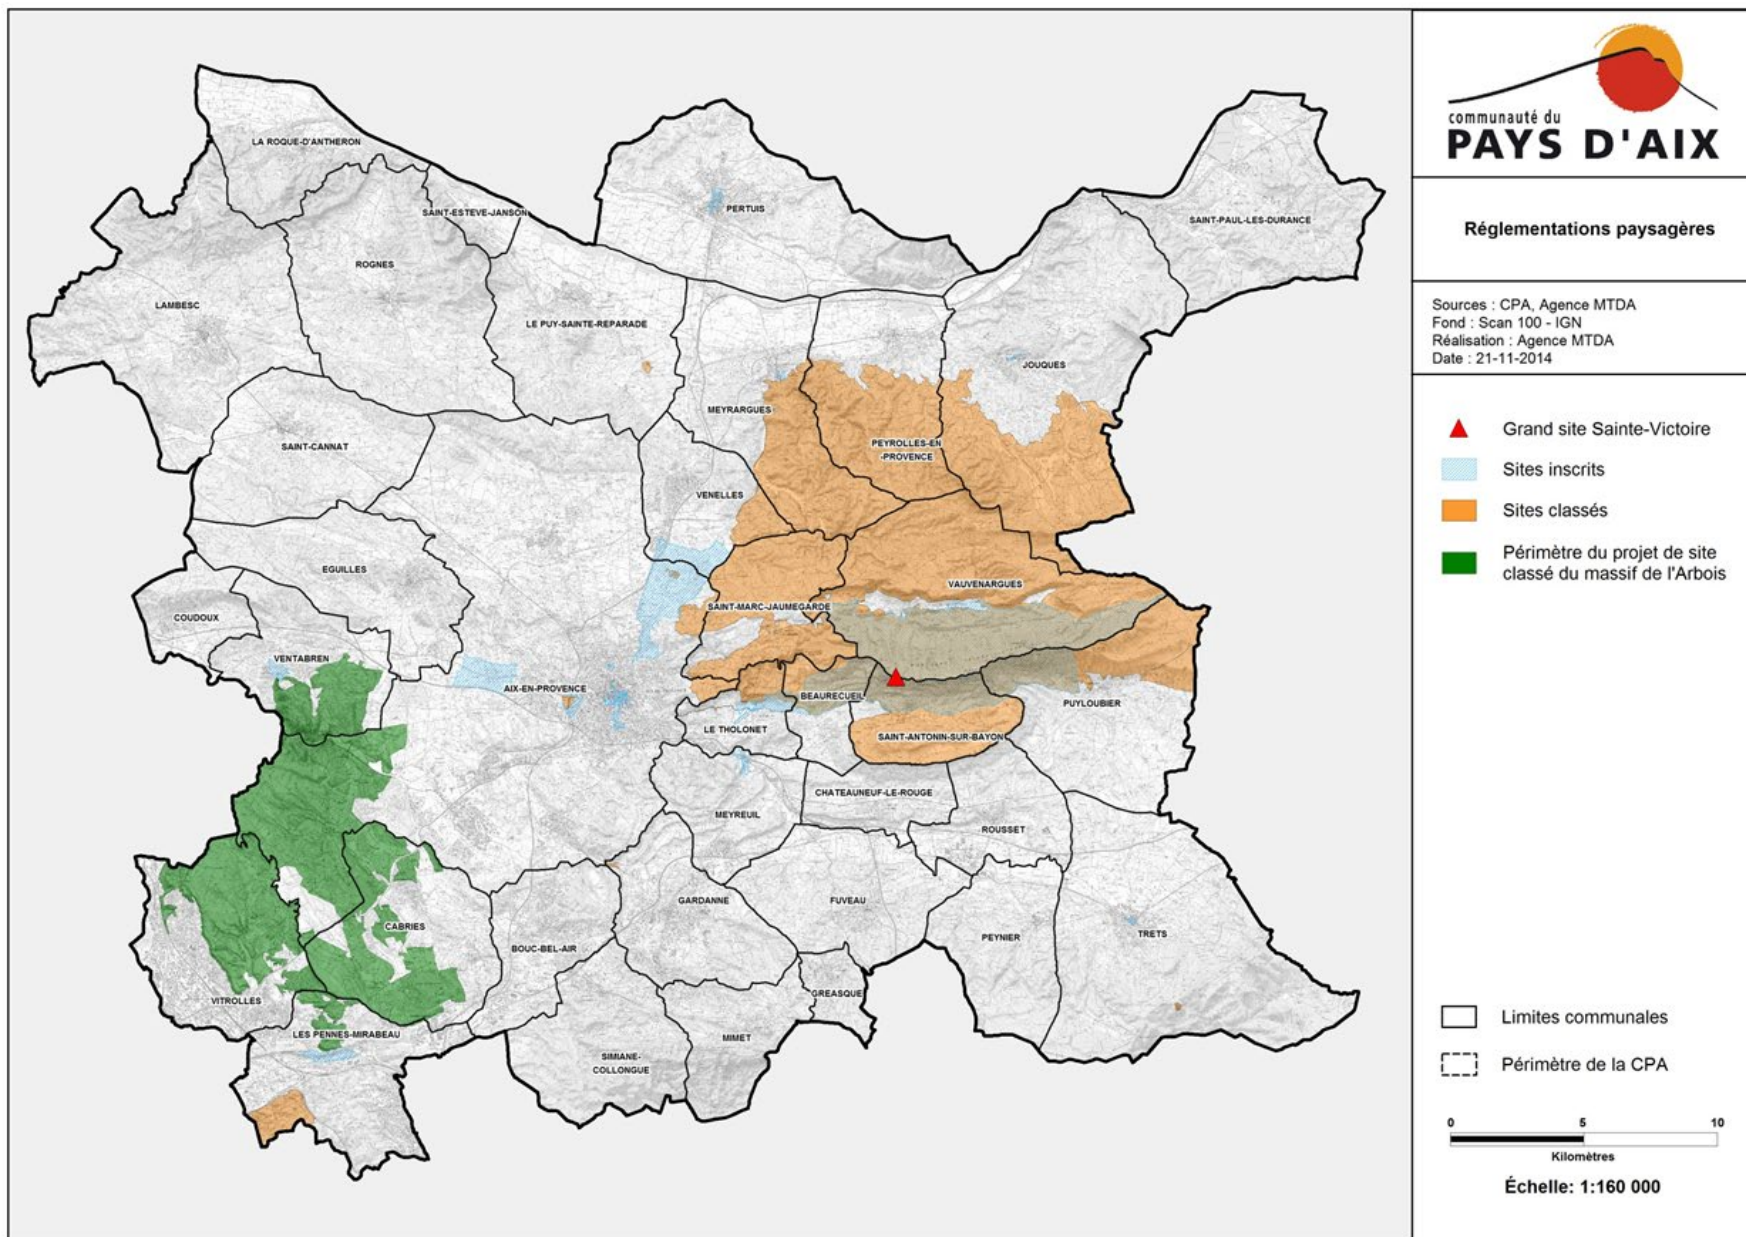 communauté du
PAYS D'AIX
Réglementations paysagères
Sources : CPA, Agence MTDA
Fond : Scan 100 - IGN
Réalisation : Agence MTDA
Date : 21-11-2014
Grand site Sainte-Victoire
Sites inscrits
Sites classés
Périmètre du projet de site
classé du massif de l'Arbois
Limites communales
Périmètre de la CPA
0 5 10
Kilomètres
Échelle: 1:160 000
LA ROQUE-D'ANTHERON
SAINT-ESTEVE-JANSON
PERTUIS
SAINT-PAUL-LES-DURANCE
ROGNES
LAMBESC
LE PUY-SAINTE-REPARADE
JOUQUES
MEYRARGUES
PEYROLLES-EN
-PROVENCE
SAINT-CANNAT
VENELLES
EGUILLES
VAUVENARGUES
SAINT-MARC-JAUMEGARDE
COUDOUX
VENTABREN
AIX-EN-PROVENCE
BEAURECUEIL
PUYLOUBIER
LE THOLONET
SAINT-ANTONIN-SUR-BAYON
CHATEAUNEUF-LE-ROUGE
MEYREUIL
ROUSSET
GARDANNE
FUVEAU
CABRIES
BOUC-BEL-AIR
PEYNIER
TRETS
GREASQUE
VITROLLES
LES PENNES-MIRABEAU
MIMET
SIMIANE-
COLLONGUE